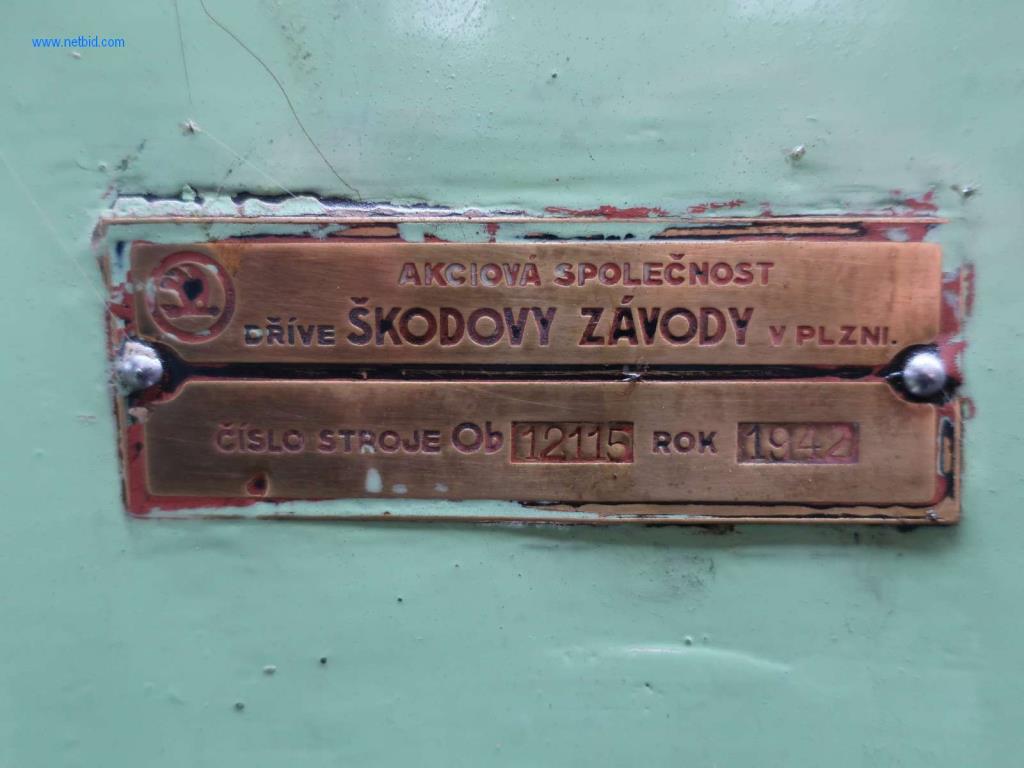 www.netbid.com
AKCIOVÁ SPOLEČNOST
DŘÍVE ŠKODOVY ZÁVODY V PLZNI.
ČÍSLO STROJE Ob 12115 ROK 1942